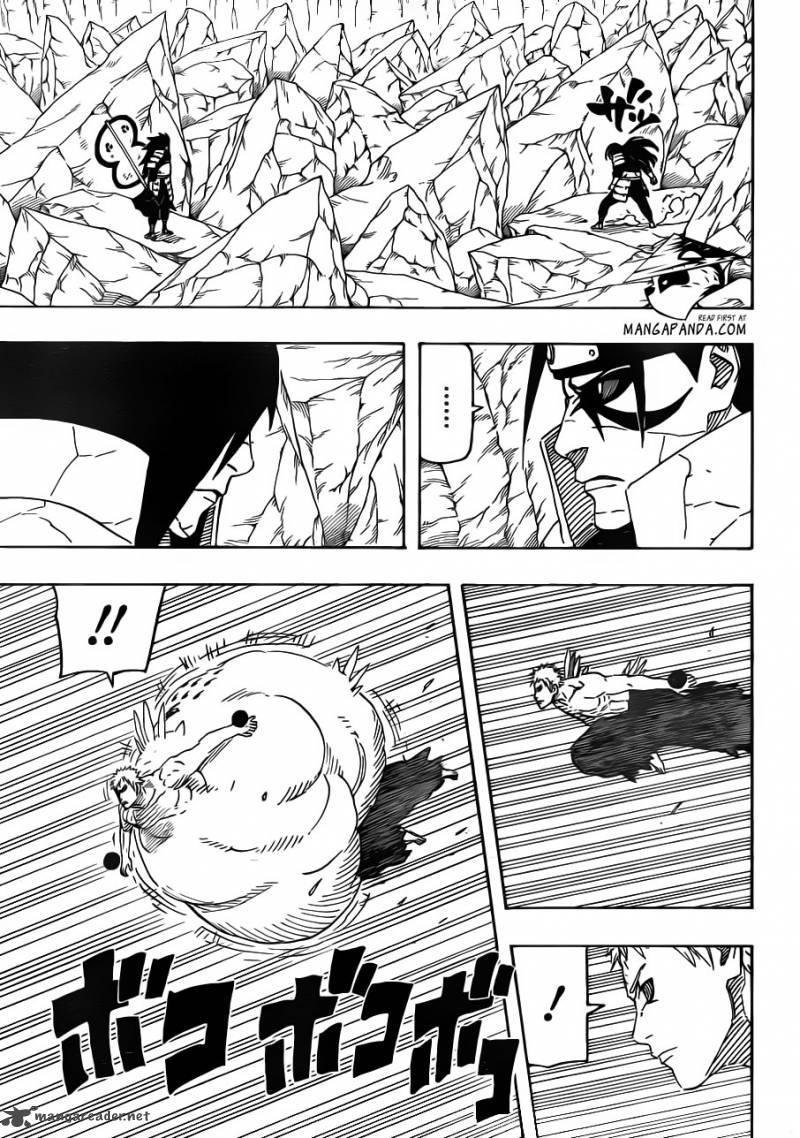 ザッ
READ FIRST AT
MANGAPANDA.COM
………
!!
!
ボコ ボコボコ
mangareader.net